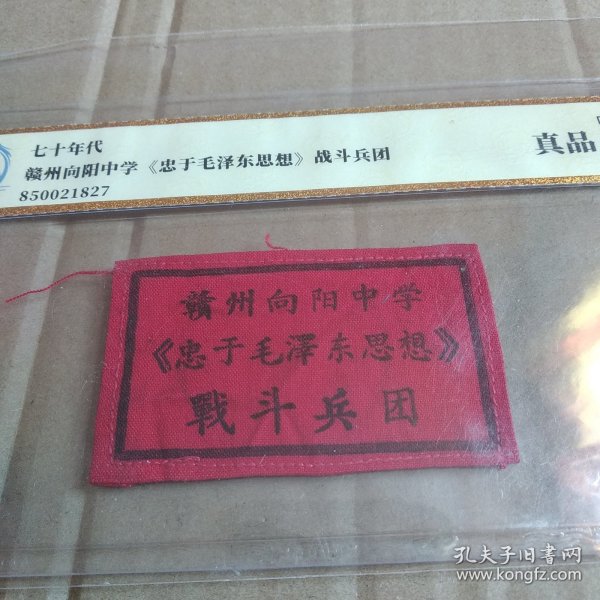 七十年代
赣州向阳中学《忠于毛泽东思想》战斗兵团
850021827
真品
赣州向阳中学
《忠于毛澤东思想》
戰斗兵团
孔夫子旧書网
www.kongfz.com